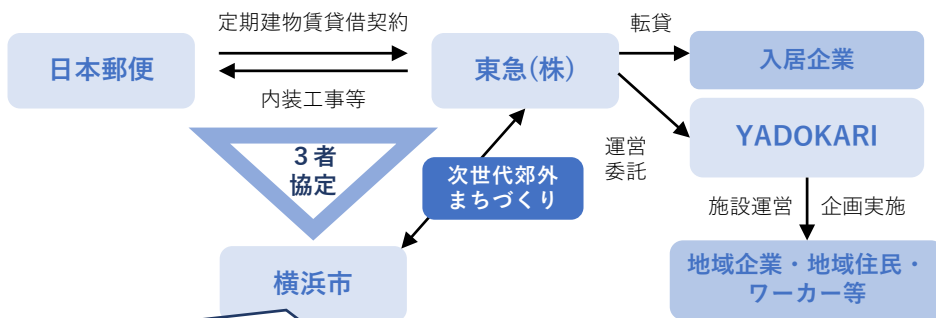 定期建物賃貸借契約
転貸
日本郵便
東急(株)
入居企業
内装工事等
YADOKARI
３者
協定
次世代郊外
まちづくり
運営
委託
施設運営
企画実施
横浜市
地域企業・地域住民・
ワーカー等